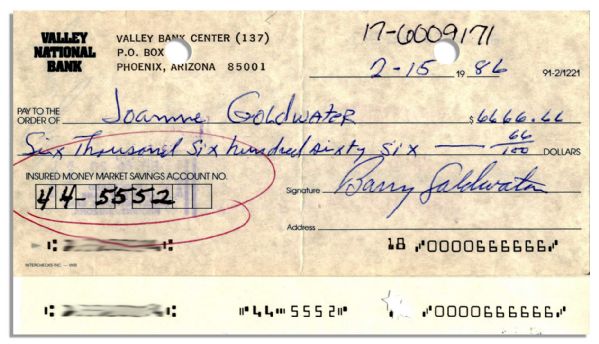 17-6009171
VALLEY NATIONAL BANK
VALLEY BANK CENTER (137)
P.O. BOX
PHOENIX, ARIZONA 85001
2-15 1986 91-2/1221
PAY TO THE ORDER OF Joanne Goldwater $6666.66
Six Thousand six hundred sixty six 66/100 DOLLARS
INSURED MONEY MARKET SAVINGS ACCOUNT NO.
44-5552
Signature Barry Goldwater
Address
18 0000666666
INTERCHECKS INC.
44 5552 0000666666